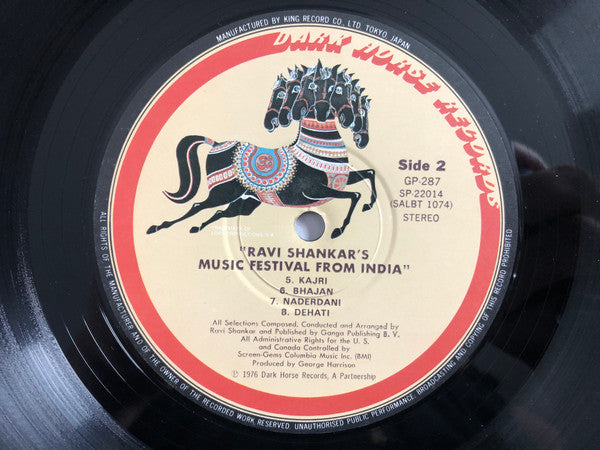 MANUFACTURED BY KING RECORD CO., LTD. TOKYO, JAPAN
DARK HORSE RECORDS
Side 2
GP-287
SP-22014
(SALBT 1074)
STEREO
"RAVI SHANKAR'S
MUSIC FESTIVAL FROM INDIA"
5. KAJRI
6. BHAJAN
7. NADERDANI
8. DEHATI
All Selections Composed, Conducted and Arranged by
Ravi Shankar and Published by Ganga Publishing B. V.
All Administrative Rights for the U. S.
and Canada Controlled by
Screen-Gems Columbia Music Inc. (BMI)
Produced by George Harrison
Ⓟ 1976 Dark Horse Records, A Partnership
ALL RIGHTS OF THE MANUFACTURER AND OF THE OWNER OF THE RECORDED WORK RESERVED. UNAUTHORISED PUBLIC PERFORMANCE, BROADCASTING AND COPYING OF THIS RECORD PROHIBITED